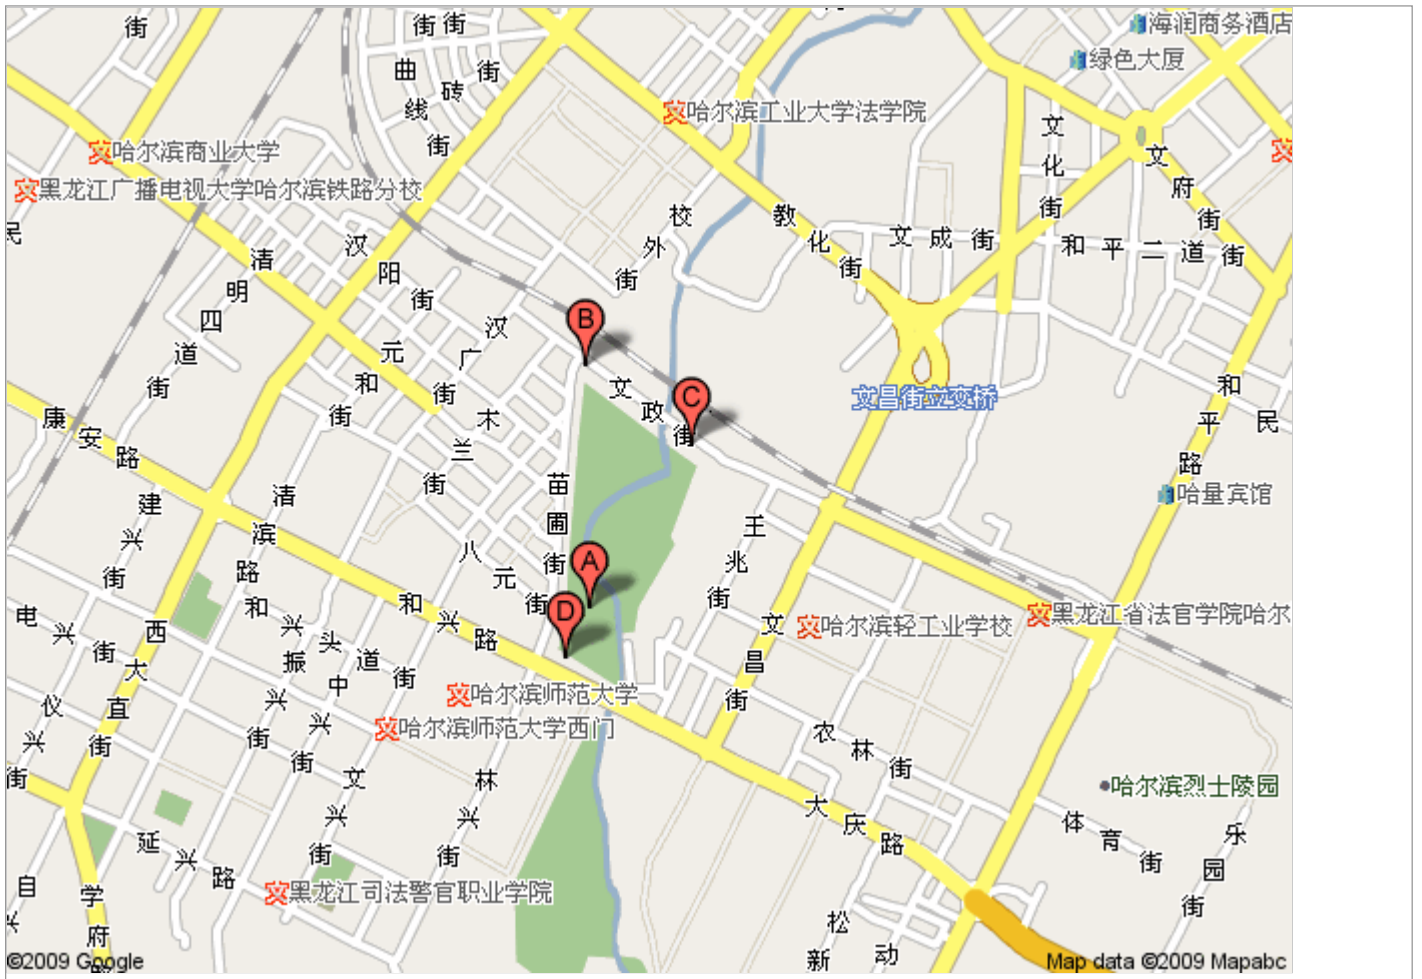 海润商务酒店
绿色大厦
街
街街
曲线街
砖街
哈尔滨工业大学法学院
文化街
文府街
哈尔滨商业大学
黑龙江广播电视大学哈尔滨铁路分校
民
校外街
教化街
文成街
和平二道街
汉阳街
清明四道街
汉广街
元和街
B
文政街
C
文昌街立交桥
和平路
民
康安路
木兰街
苗圃街
哈量宾馆
建兴街
清滨路
王兆街
八元街
A
D
和兴路
哈尔滨轻工业学校
黑龙江省法官学院哈尔
文昌街
电兴街
西大直街
和兴头道街
振兴街
中兴街
哈尔滨师范大学
哈尔滨师范大学西门
仪兴街
农林街
文兴街
林兴街
哈尔滨烈士陵园
大庆路
体育街
乐园街
延兴路
黑龙江司法警官职业学院
自兴
学府路
松
新
动
©2009 Google
Map data ©2009 Mapabc